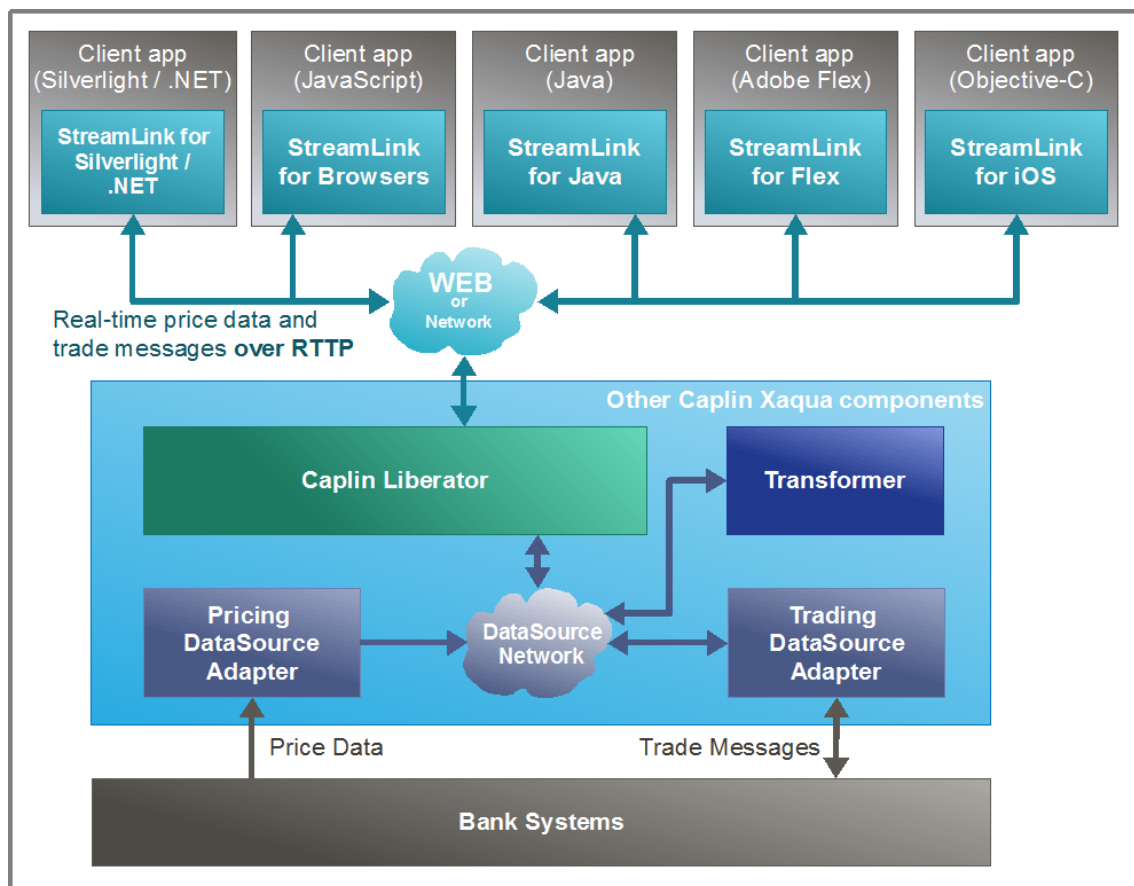 Client app
(Silverlight / .NET)
StreamLink for
Silverlight /
.NET
Client app
(JavaScript)
StreamLink
for Browsers
Client app
(Java)
StreamLink
for Java
Client app
(Adobe Flex)
StreamLink
for Flex
Client app
(Objective-C)
StreamLink
for iOS
WEB
or
Network
Real-time price data and
trade messages over RTTP
Other Caplin Xaqua components
Caplin Liberator
Transformer
Pricing
DataSource
Adapter
DataSource
Network
Trading
DataSource
Adapter
Price Data
Trade Messages
Bank Systems